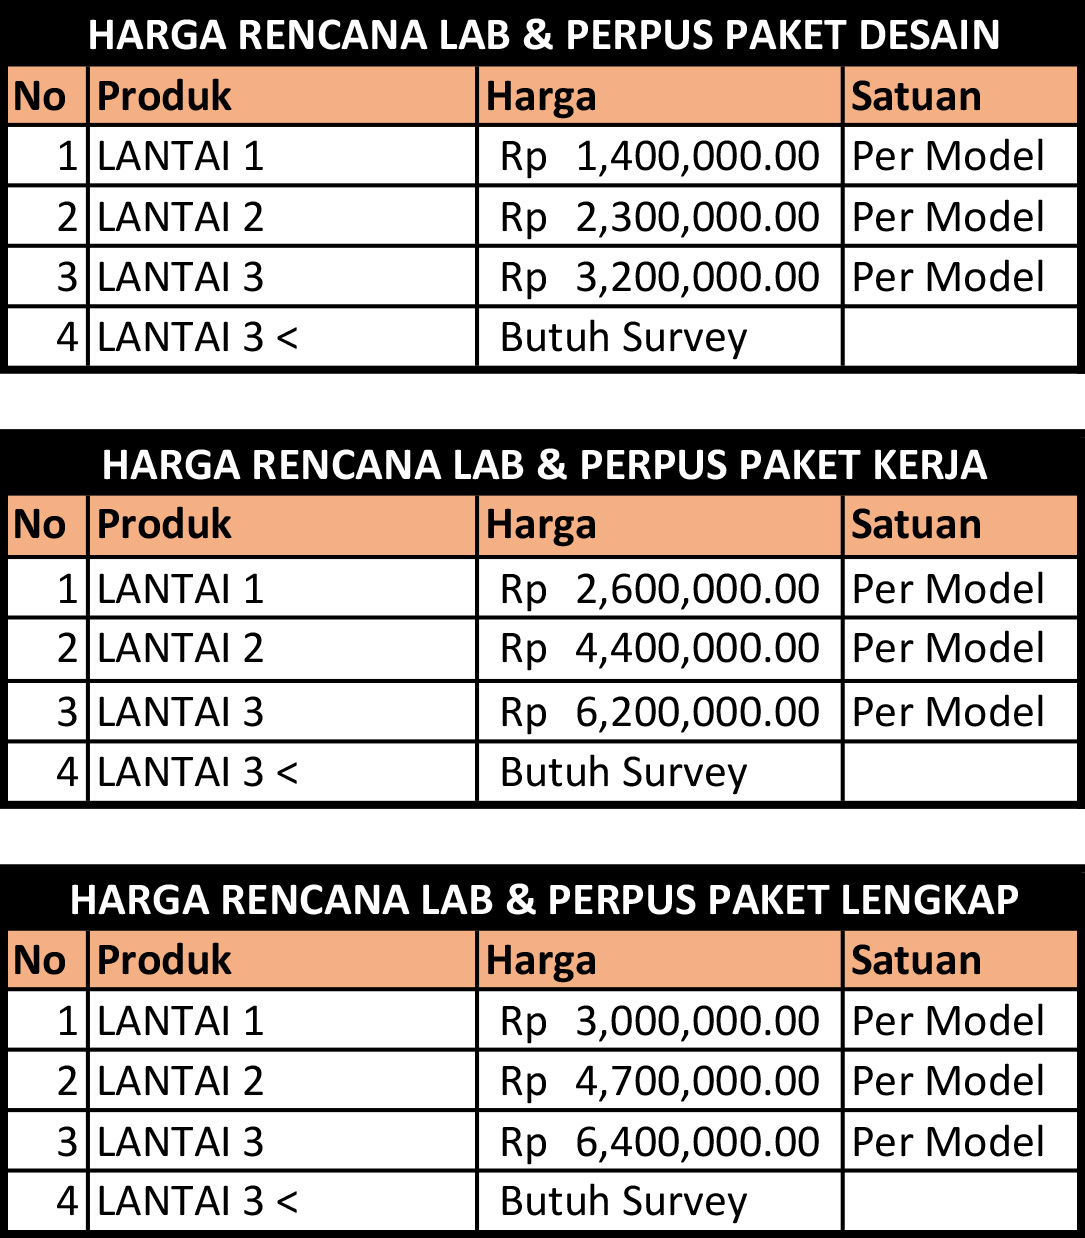 HARGA RENCANA LAB & PERPUS PAKET DESAIN
No Produk Harga Satuan
1 LANTAI 1 Rp 1,400,000.00 Per Model
2 LANTAI 2 Rp 2,300,000.00 Per Model
3 LANTAI 3 Rp 3,200,000.00 Per Model
4 LANTAI 3 < Butuh Survey
HARGA RENCANA LAB & PERPUS PAKET KERJA
No Produk Harga Satuan
1 LANTAI 1 Rp 2,600,000.00 Per Model
2 LANTAI 2 Rp 4,400,000.00 Per Model
3 LANTAI 3 Rp 6,200,000.00 Per Model
4 LANTAI 3 < Butuh Survey
HARGA RENCANA LAB & PERPUS PAKET LENGKAP
No Produk Harga Satuan
1 LANTAI 1 Rp 3,000,000.00 Per Model
2 LANTAI 2 Rp 4,700,000.00 Per Model
3 LANTAI 3 Rp 6,400,000.00 Per Model
4 LANTAI 3 < Butuh Survey